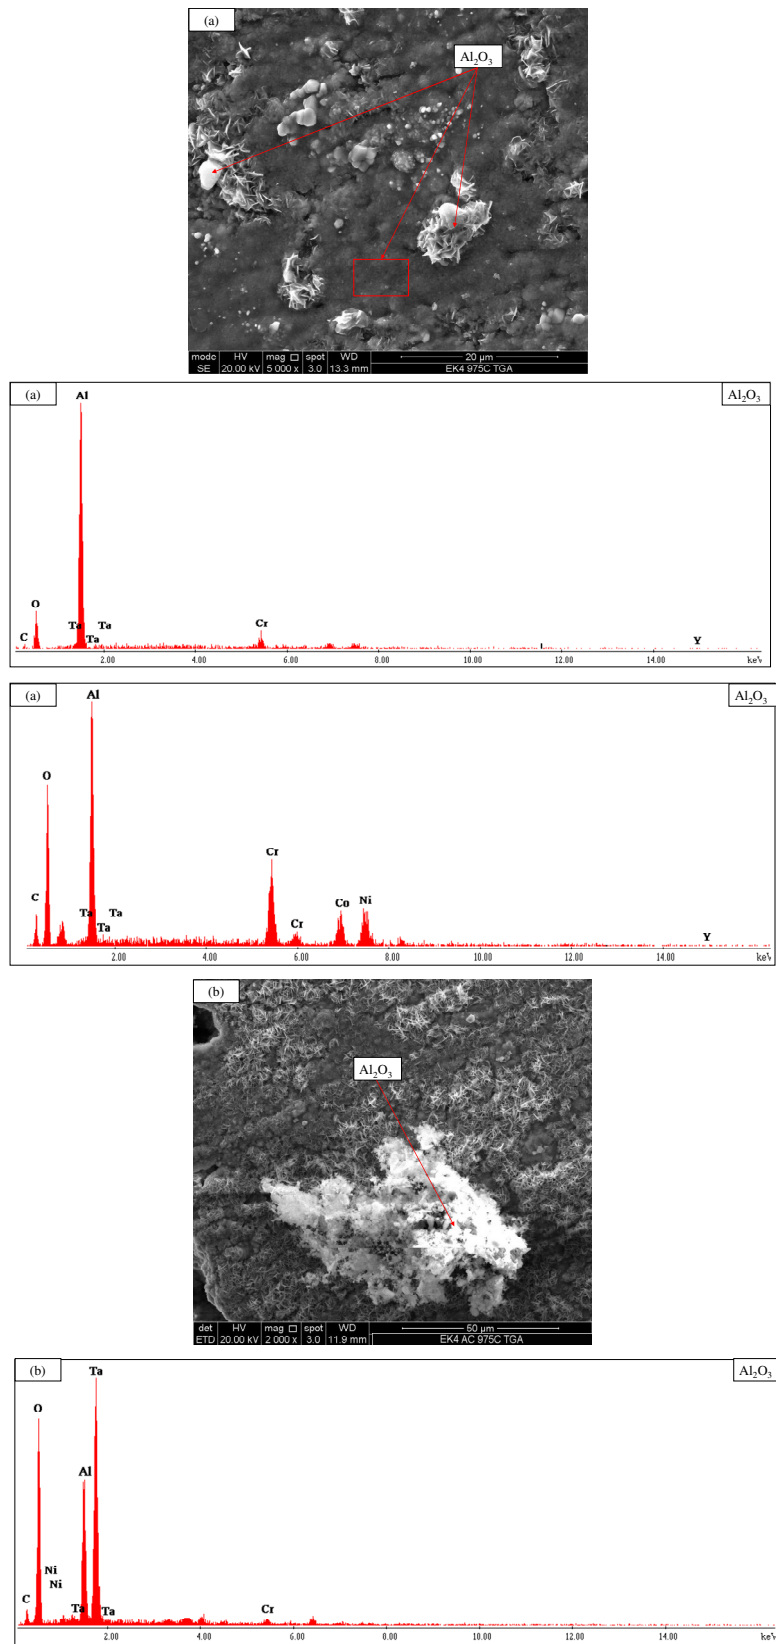 (a)
Al₂O₃
mode HV mag □ spot WD 20 µm
SE 20.00 kV 5 000 x 3.0 13.3 mm EK4 975C TGA
(a) Al₂O₃
Al
O
Ta Ta
C Ta Cr Y
2.00 4.00 6.00 8.00 10.00 12.00 14.00 keV
(a) Al₂O₃
Al
O
Cr
C Co Ni
Ta Ta
Ta Cr Y
2.00 4.00 6.00 8.00 10.00 12.00 14.00 keV
(b)
Al₂O₃
det HV mag □ spot WD 50 µm
ETD 20.00 kV 2 000 x 3.0 11.9 mm EK4 AC 975C TGA
(b) Al₂O₃
Ta
O
Al
Ni
Ni
C Ta Ta Cr
2.00 4.00 6.00 8.00 10.00 12.00 14.00 keV